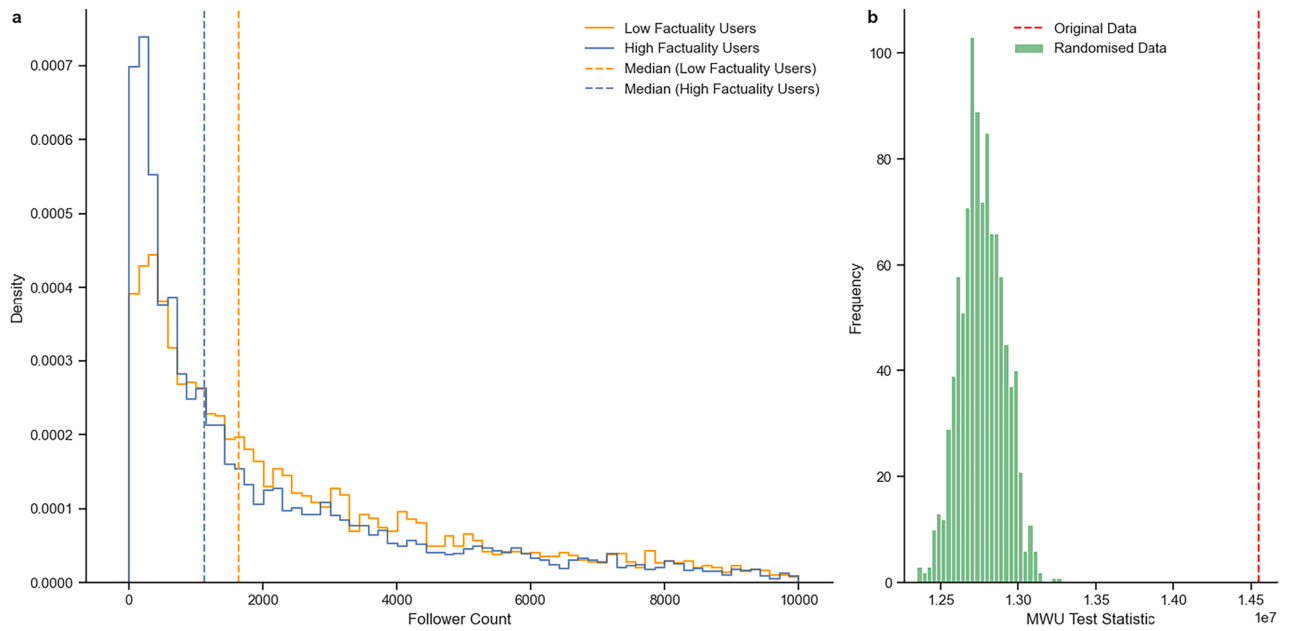 a
Low Factuality Users
High Factuality Users
Median (Low Factuality Users)
Median (High Factuality Users)
0.0007
0.0006
0.0005
0.0004
0.0003
0.0002
0.0001
0.0000
Density
0 2000 4000 6000 8000 10000
Follower Count
b
Original Data
Randomised Data
100
80
60
40
20
0
Frequency
1.25 1.30 1.35 1.40 1.45
1e7
MWU Test Statistic